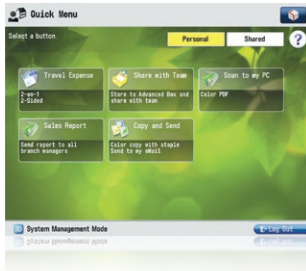 Quick Menu
Select a button.
Personal
Shared
?
Travel Expense
2-on-1
2-Sided
Share with Team
Store to Advanced Box and
share with team
Scan to my PC
Color PDF
Sales Report
Send report to all
branch managers
Copy and Send
Color copy with staple
Send to my eMail
ID System Management Mode
Log Out